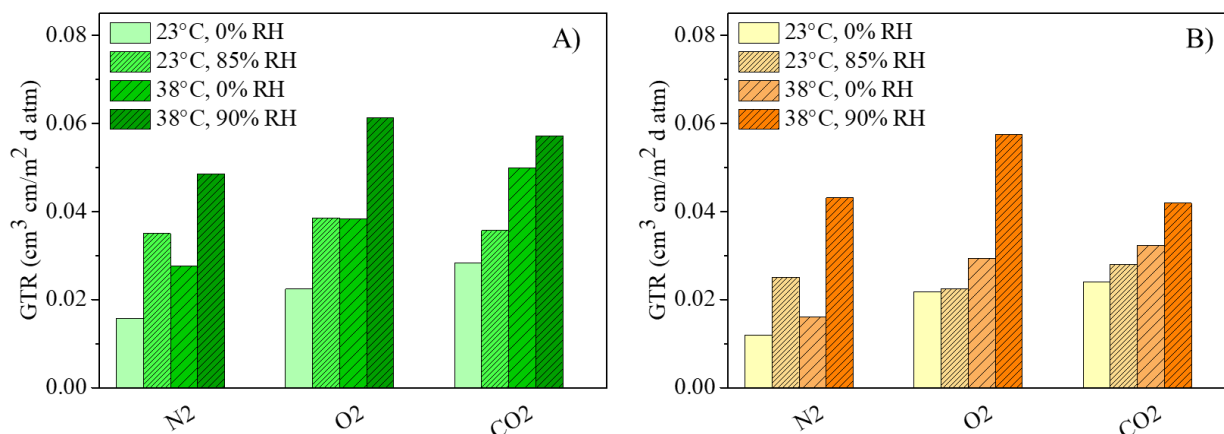 A)
23°C, 0% RH
23°C, 85% RH
38°C, 0% RH
38°C, 90% RH
GTR (cm³ cm/m² d atm)
0.08
0.06
0.04
0.02
0.00
N2
O2
CO2
B)
23°C, 0% RH
23°C, 85% RH
38°C, 0% RH
38°C, 90% RH
GTR (cm³ cm/m² d atm)
0.08
0.06
0.04
0.02
0.00
N2
O2
CO2